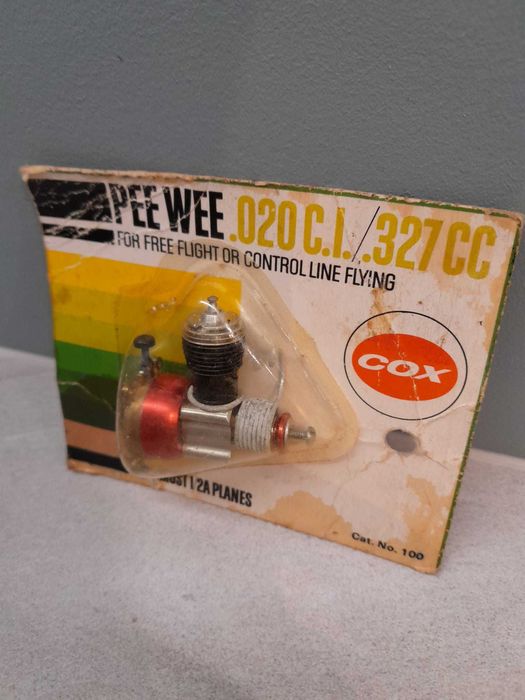 PEE WEE .020 C.I./.327 CC
FOR FREE FLIGHT OR CONTROL LINE FLYING
COX
1/2A PLANES
Cat. No. 100